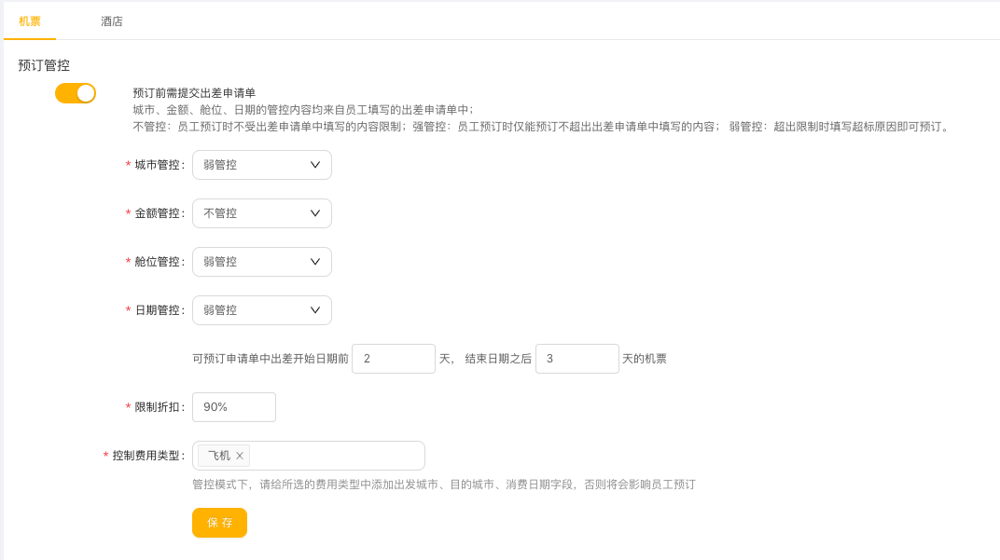 机票 酒店
预订管控
预订前需提交出差申请单
城市、金额、舱位、日期的管控内容均来自员工填写的出差申请单中；
不管控：员工预订时不受出差申请单中填写的内容限制；强管控：员工预订时仅能预订不超出出差申请单中填写的内容； 弱管控：超出限制时填写超标原因即可预订。
* 城市管控： 弱管控
* 金额管控： 不管控
* 舱位管控： 弱管控
* 日期管控： 弱管控
可预订申请单中出差开始日期前 2 天， 结束日期之后 3 天的机票
* 限制折扣： 90%
* 控制费用类型： 飞机 ×
管控模式下，请给所选的费用类型中添加出发城市、目的城市、消费日期字段，否则将会影响员工预订
保 存